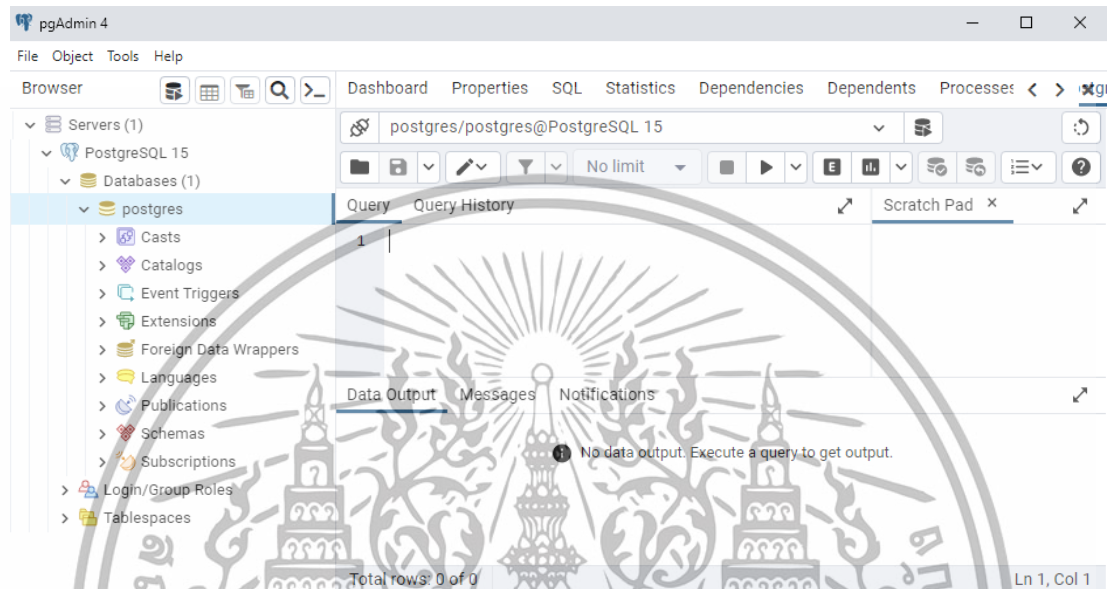 pgAdmin 4
File Object Tools Help
Browser
Dashboard Properties SQL Statistics Dependencies Dependents Processes
Servers (1)
PostgreSQL 15
Databases (1)
postgres
Casts
Catalogs
Event Triggers
Extensions
Foreign Data Wrappers
Languages
Publications
Schemas
Subscriptions
Login/Group Roles
Tablespaces
postgres/postgres@PostgreSQL 15
No limit
E
Query Query History
Scratch Pad
1
Data Output Messages Notifications
No data output. Execute a query to get output.
Total rows: 0 of 0
Ln 1, Col 1